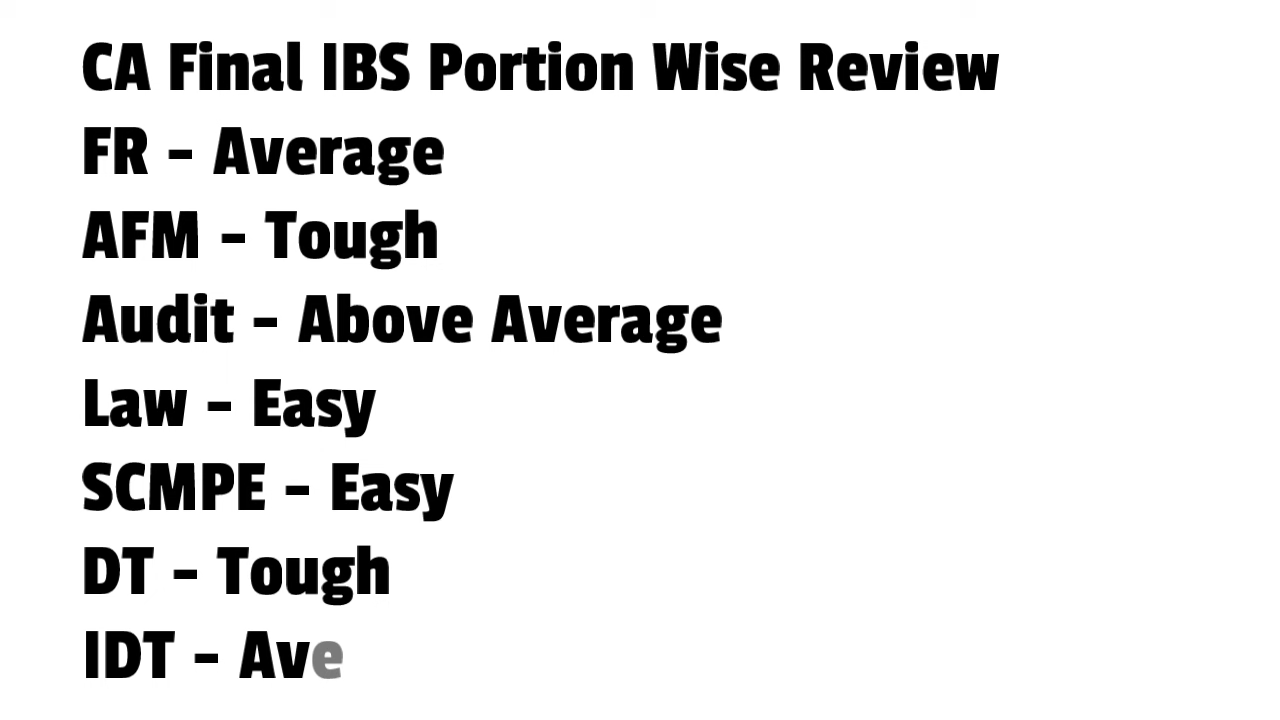 CA Final IBS Portion Wise Review
FR - Average
AFM - Tough
Audit - Above Average
Law - Easy
SCMPE - Easy
DT - Tough
IDT - Ave